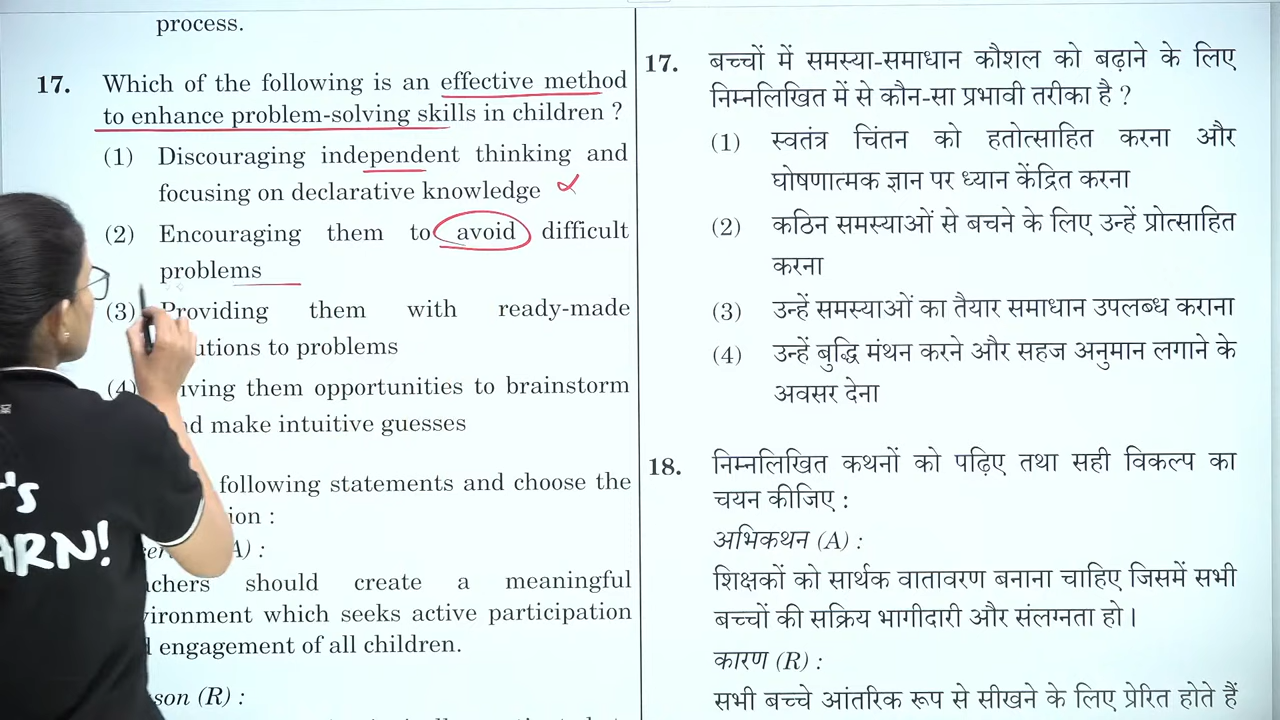 process.
17. Which of the following is an effective method
to enhance problem-solving skills in children ?
(1) Discouraging independent thinking and
focusing on declarative knowledge
(2) Encouraging them to avoid difficult
problems
(3) Providing them with ready-made
utions to problems
(4) iving them opportunities to brainstorm
nd make intuitive guesses
following statements and choose the
ion :
A) :
achers should create a meaningful
vironment which seeks active participation
engagement of all children.
son (R) :
17. बच्चों में समस्या-समाधान कौशल को बढ़ाने के लिए
निम्नलिखित में से कौन-सा प्रभावी तरीका है ?
(1) स्वतंत्र चिंतन को हतोत्साहित करना और
घोषणात्मक ज्ञान पर ध्यान केंद्रित करना
(2) कठिन समस्याओं से बचने के लिए उन्हें प्रोत्साहित
करना
(3) उन्हें समस्याओं का तैयार समाधान उपलब्ध कराना
(4) उन्हें बुद्धि मंथन करने और सहज अनुमान लगाने के
अवसर देना
18. निम्नलिखित कथनों को पढ़िए तथा सही विकल्प का
चयन कीजिए :
अभिकथन (A) :
शिक्षकों को सार्थक वातावरण बनाना चाहिए जिसमें सभी
बच्चों की सक्रिय भागीदारी और संलग्नता हो ।
कारण (R) :
सभी बच्चे आंतरिक रूप से सीखने के लिए प्रेरित होते हैं
's
ARN!